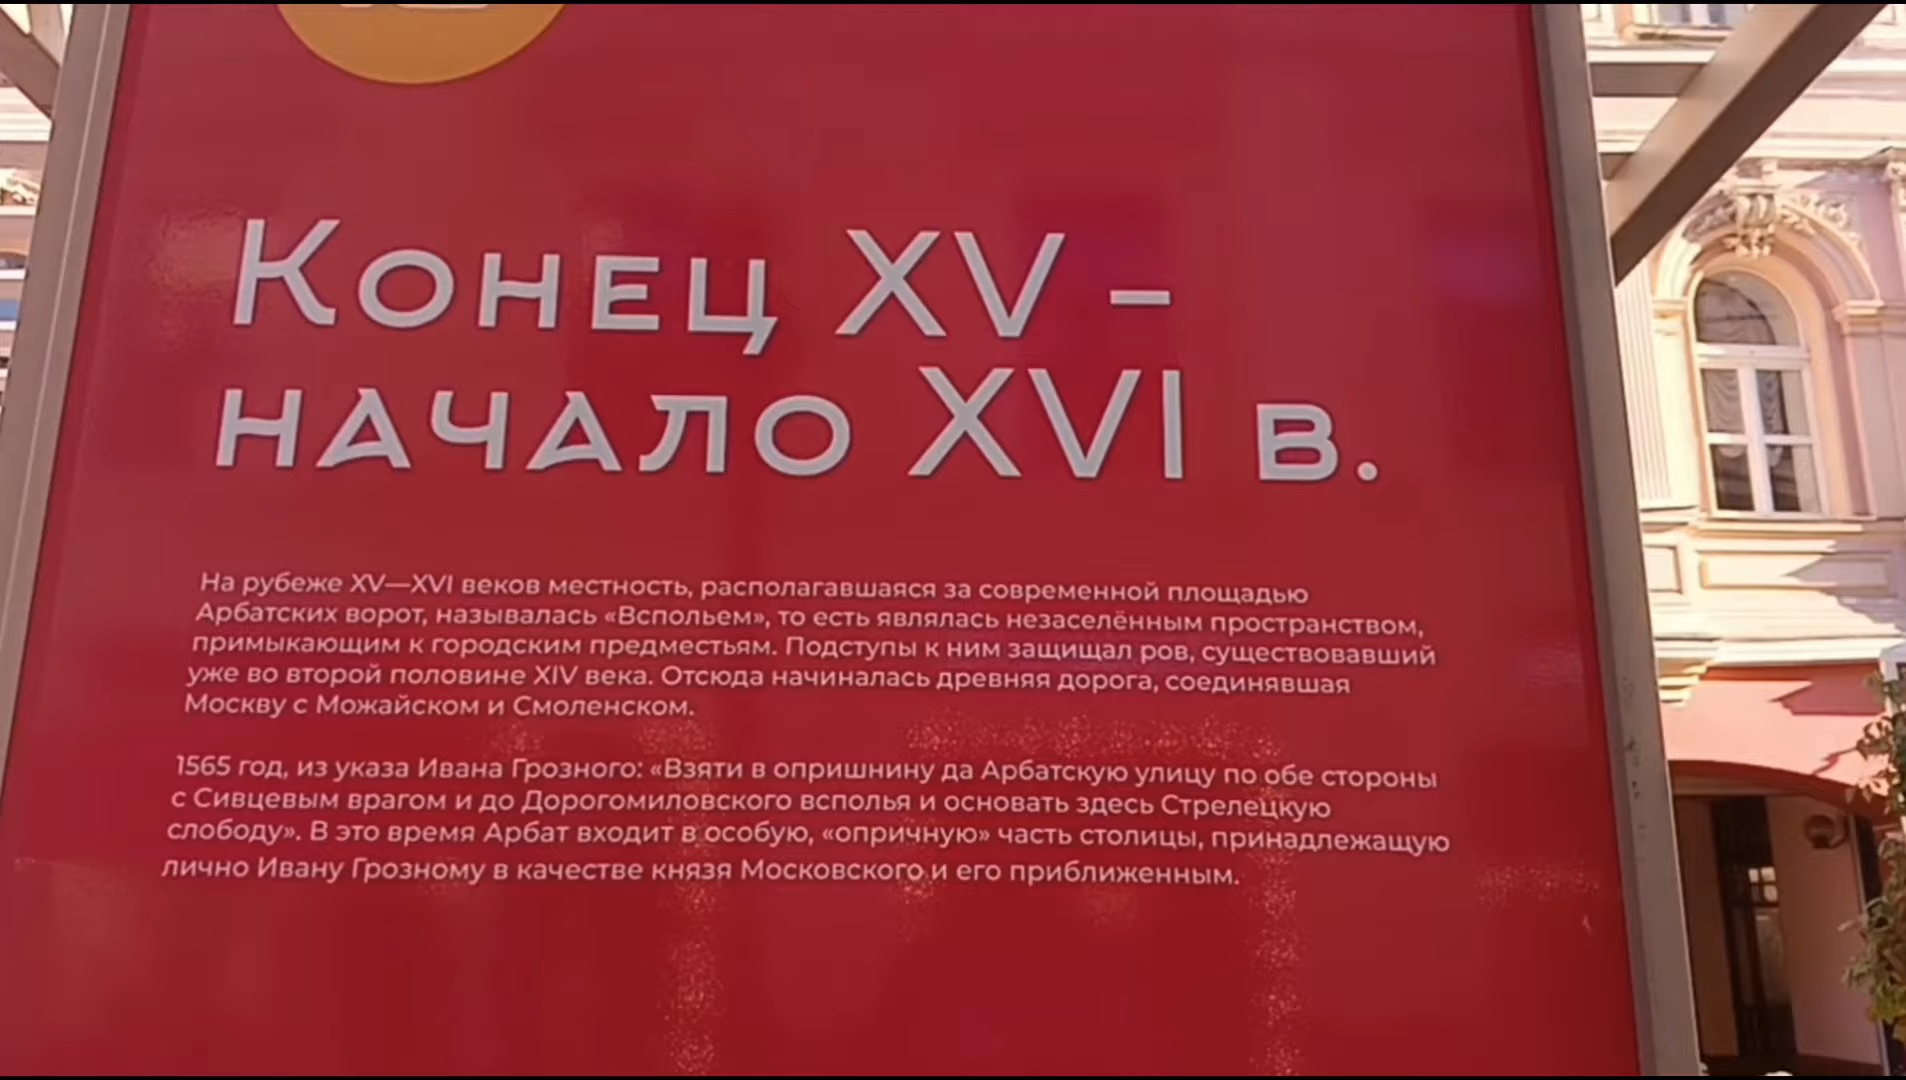 Конец XV –
начало XVI в.
На рубеже XV—XVI веков местность, располагавшаяся за современной площадью
Арбатских ворот, называлась «Вспольем», то есть являлась незаселённым пространством,
примыкающим к городским предместьям. Подступы к ним защищал ров, существовавший
уже во второй половине XIV века. Отсюда начиналась древняя дорога, соединявшая
Москву с Можайском и Смоленском.
1565 год, из указа Ивана Грозного: «Взяти в опришнину да Арбатскую улицу по обе стороны
с Сивцевым врагом и до Дорогомиловского всполья и основать здесь Стрелецкую
слободу». В это время Арбат входит в особую, «опричную» часть столицы, принадлежащую
лично Ивану Грозному в качестве князя Московского и его приближенным.